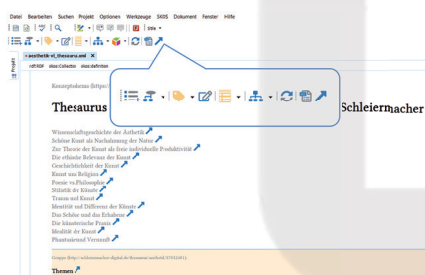 Datei Bearbeiten Suchen Projekt Optionen Werkzeuge SKOS Dokument Fenster Hilfe
Projekt
aesthetik-vl_thesaurus.xml
rdf:RDF skos:Collection skos:definition
Thesaurus Schleiermacher
Wissenschaftsgeschichte der Ästhetik
Schöne Kunst als Nachahmung der Natur
Zur Theorie der Kunst als freie individuelle Produktivität
Die ethische Relevanz der Kunst
Geschichtlichkeit der Kunst
Kunst und Religion
Poesie vs. Philosophie
Stilistik der Künste
Traum und Kunst
Identität und Differenz der Künste
Das Schöne und das Erhabene
Die künstlerische Praxis
Idealität der Kunst
Phantasie und Vernunft
Themen